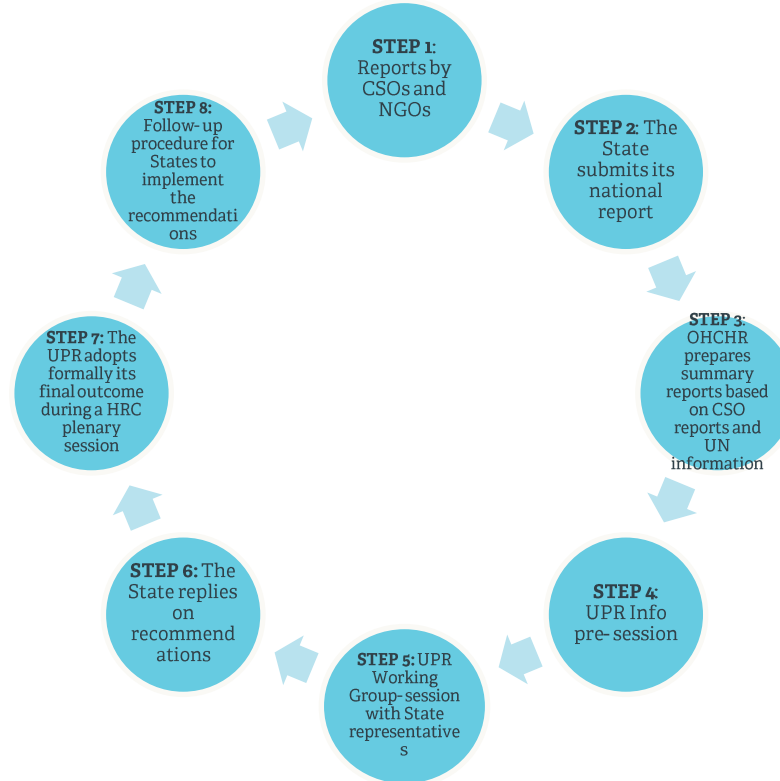 STEP 1:
Reports by
CSOs and
NGOs
STEP 2: The
State
submits its
national
report
STEP 3:
OHCHR
prepares
summary
reports based
on CSO
reports and
UN
information
STEP 4:
UPR Info
pre-session
STEP 5: UPR
Working
Group-session
with State
representative
s
STEP 6: The
State replies
on
recommend
ations
STEP 7: The
UPR adopts
formally its
final outcome
during a HRC
plenary
session
STEP 8:
Follow-up
procedure for
States to
implement
the
recommendati
ons